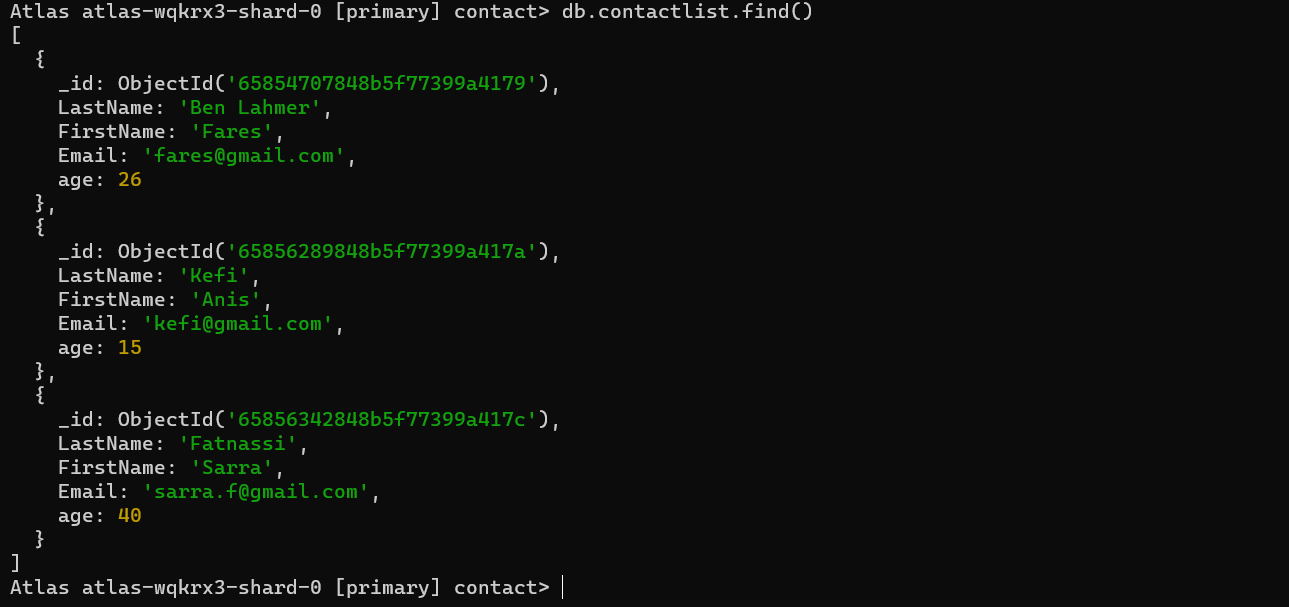 Atlas atlas-wqkrx3-shard-0 [primary] contact> db.contactlist.find()
[
  {
    _id: ObjectId('65854707848b5f77399a4179'),
    LastName: 'Ben Lahmer',
    FirstName: 'Fares',
    Email: 'fares@gmail.com',
    age: 26
  },
  {
    _id: ObjectId('65856289848b5f77399a417a'),
    LastName: 'Kefi',
    FirstName: 'Anis',
    Email: 'kefi@gmail.com',
    age: 15
  },
  {
    _id: ObjectId('65856342848b5f77399a417c'),
    LastName: 'Fatnassi',
    FirstName: 'Sarra',
    Email: 'sarra.f@gmail.com',
    age: 40
  }
]
Atlas atlas-wqkrx3-shard-0 [primary] contact>